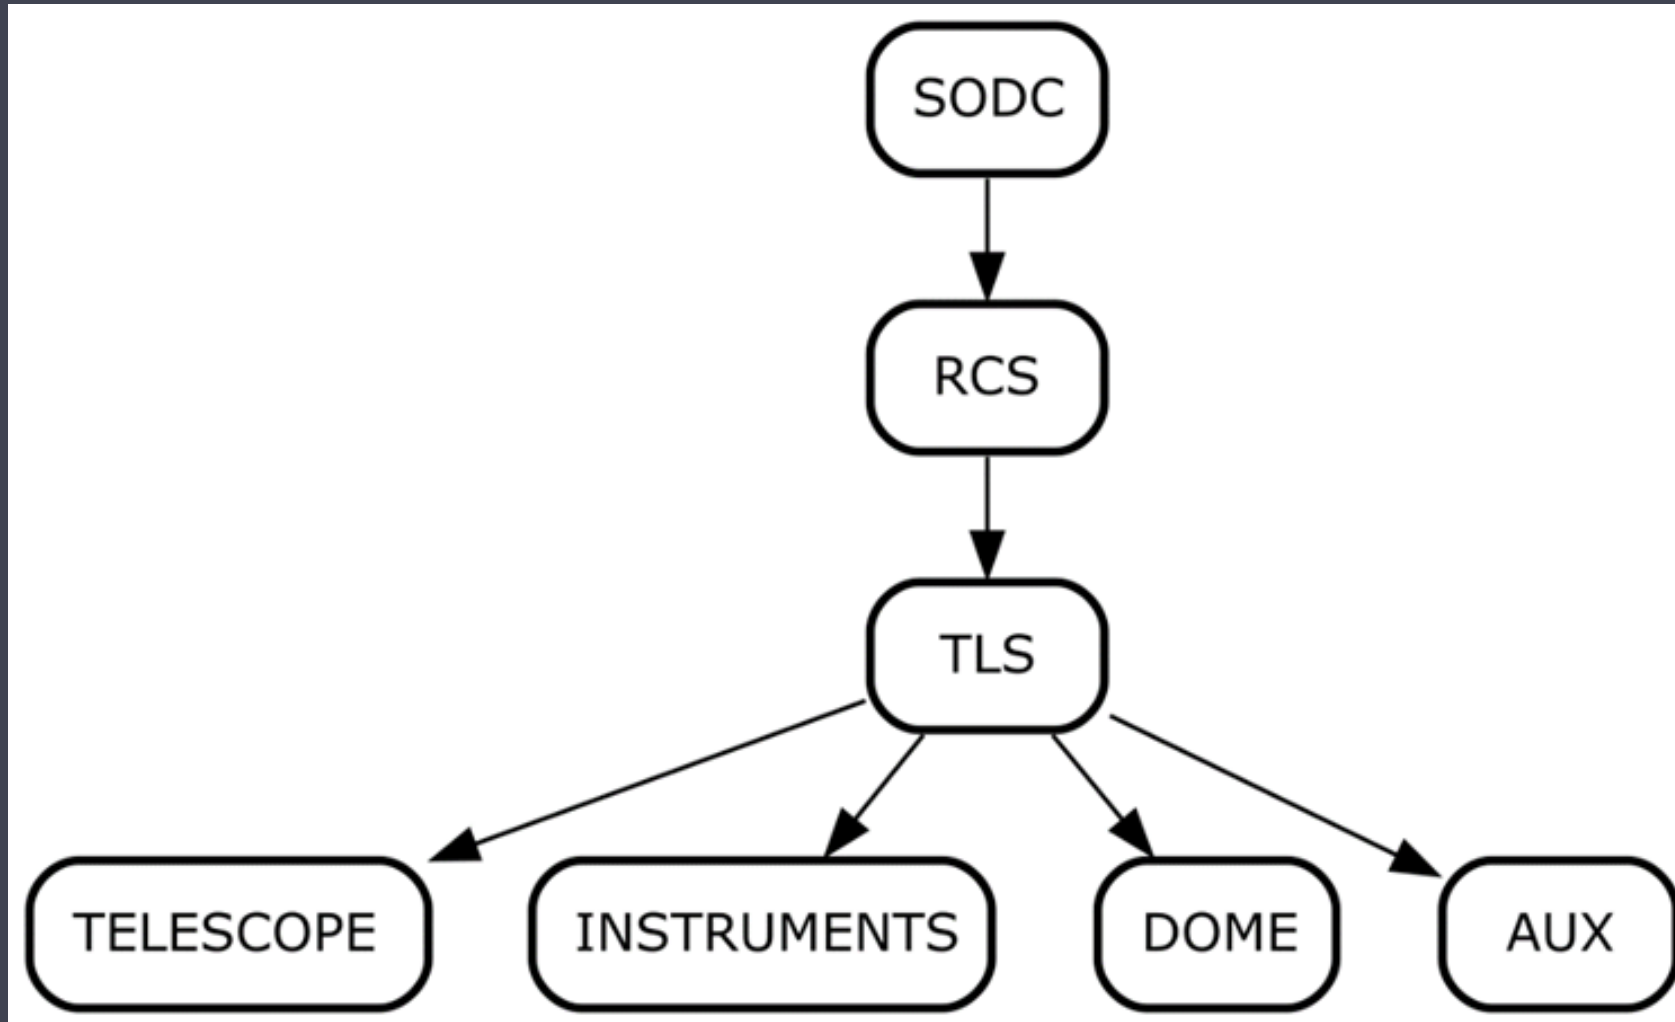 SODC
RCS
TLS
TELESCOPE
INSTRUMENTS
DOME
AUX